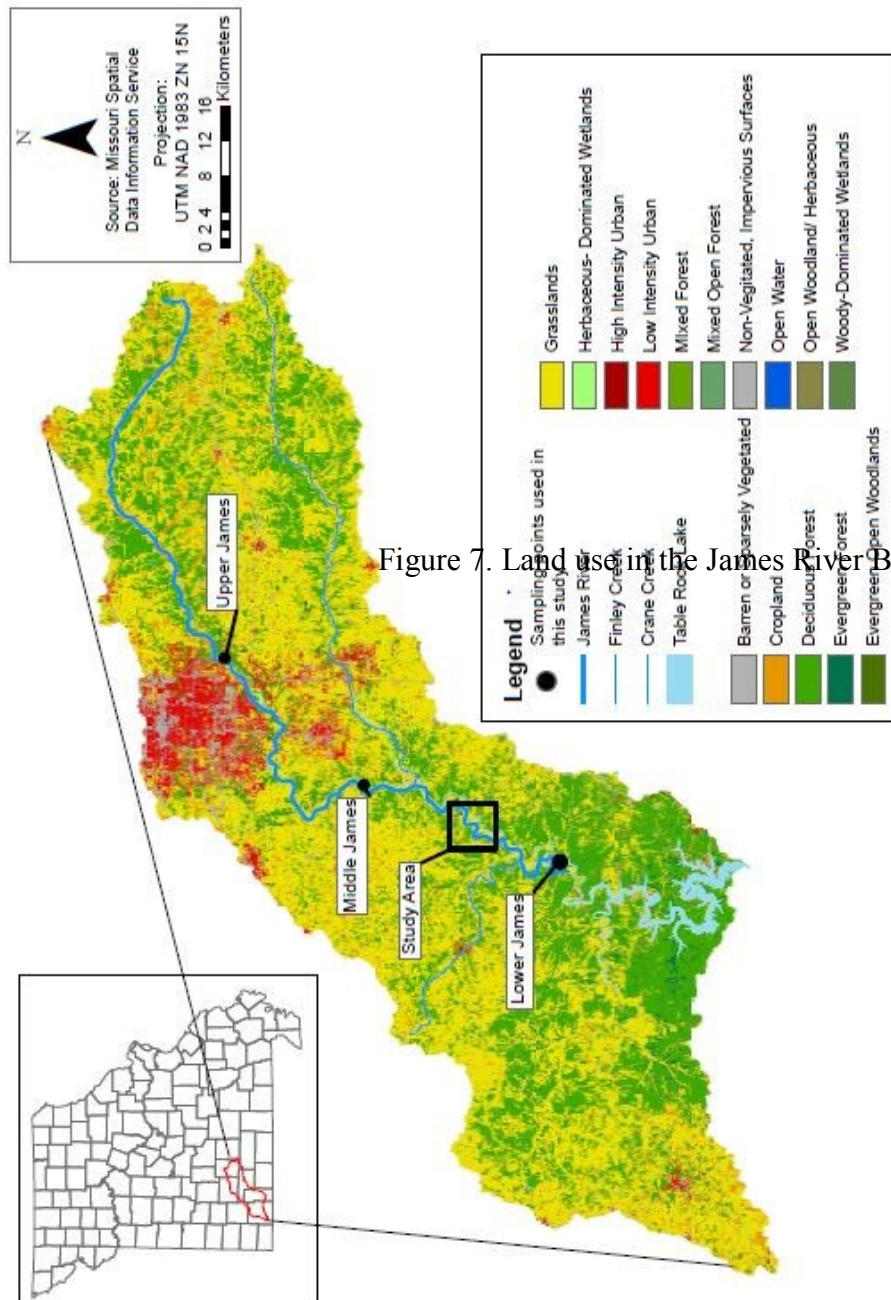 N
Source: Missouri Spatial
Data Information Service
Projection:
UTM NAD 1983 ZN 15N
0 2 4 8 12 16
Kilometers
Upper James
Middle James
Study Area
Lower James
Legend
Sampling points used in
this study
James River
Finley Creek
Crane Creek
Table Rock Lake
Barren or Sparsely Vegetated
Cropland
Deciduous Forest
Evergreen Forest
Evergreen Open Woodlands
Grasslands
Herbaceous- Dominated Wetlands
High Intensity Urban
Low Intensity Urban
MIxed Forest
Mixed Open Forest
Non-Vegitated, Impervious Surfaces
Open Water
Open Woodland/ Herbaceous
Woody-Dominated Wetlands
Figure 7. Land use in the James River B